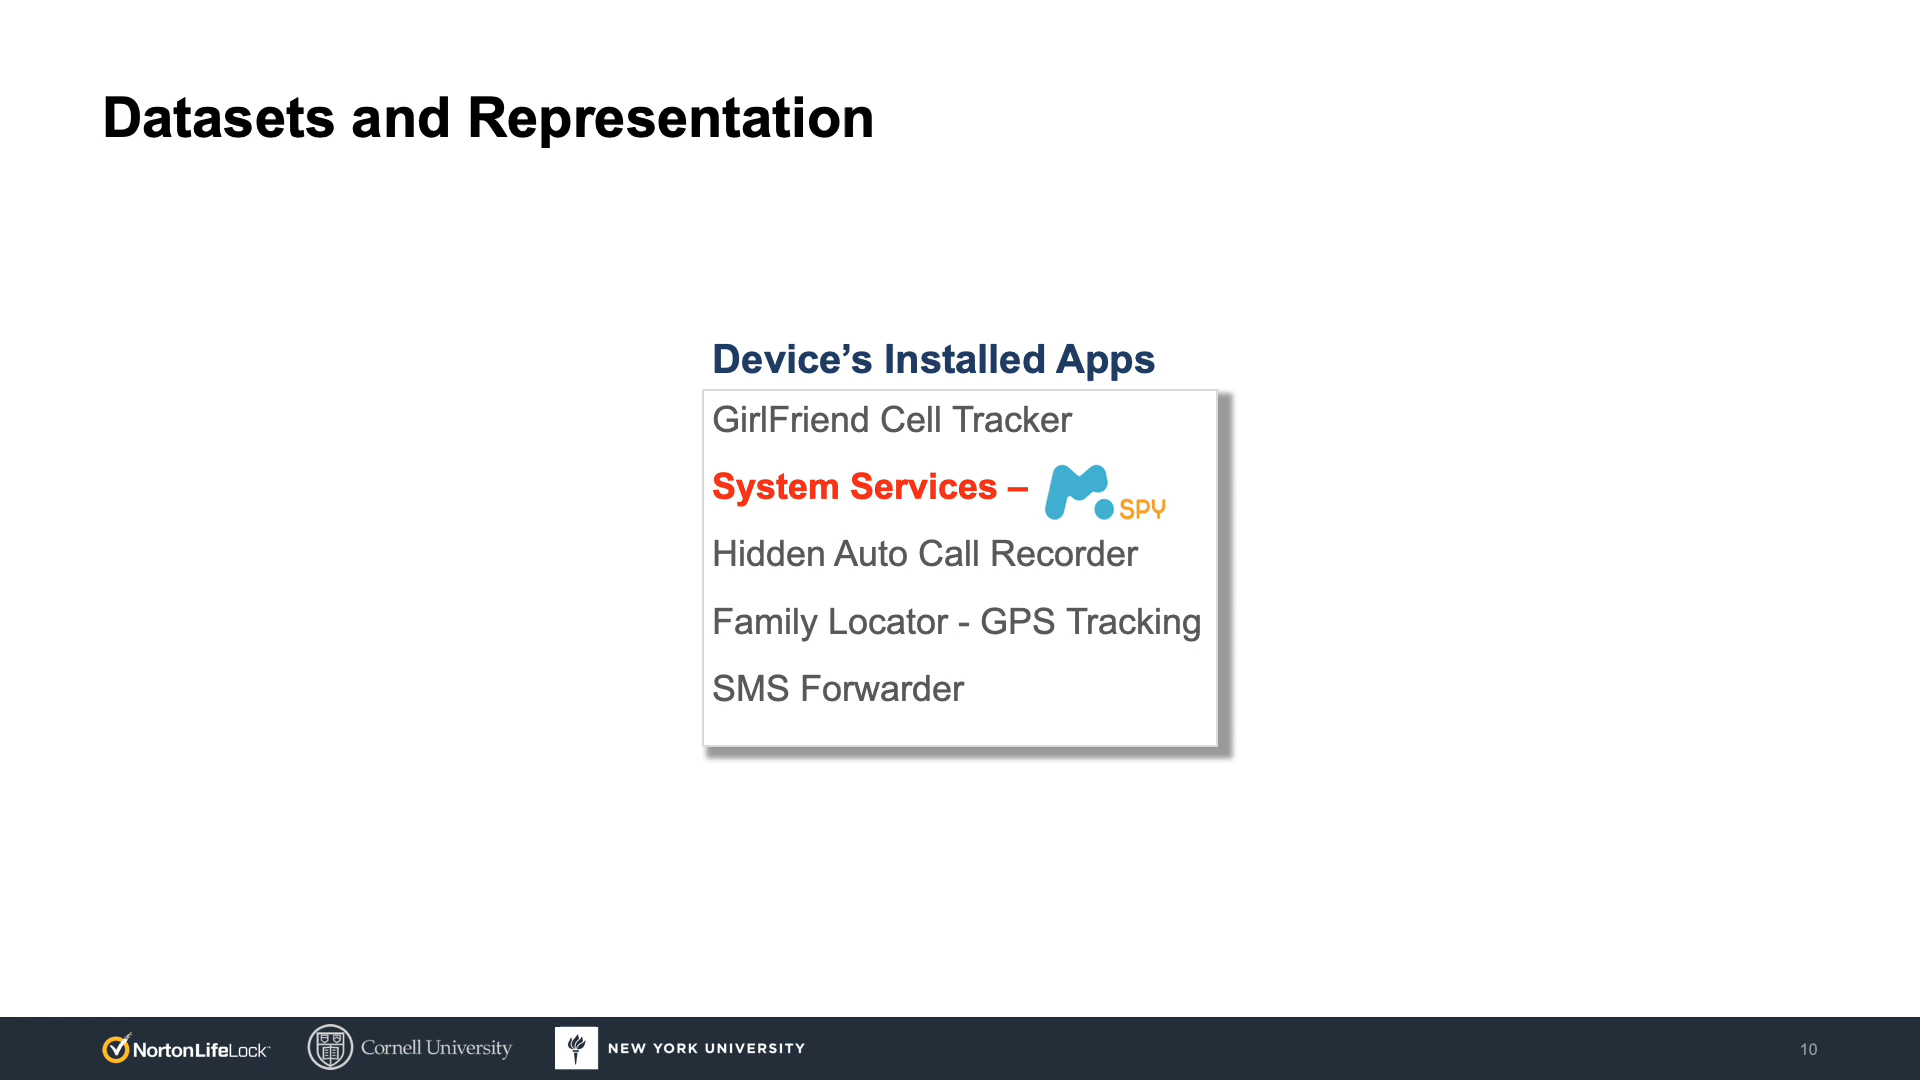 Datasets and Representation
Device’s Installed Apps
GirlFriend Cell Tracker
System Services – SPY
Hidden Auto Call Recorder
Family Locator - GPS Tracking
SMS Forwarder
NortonLifeLock
Cornell University
NEW YORK UNIVERSITY
10